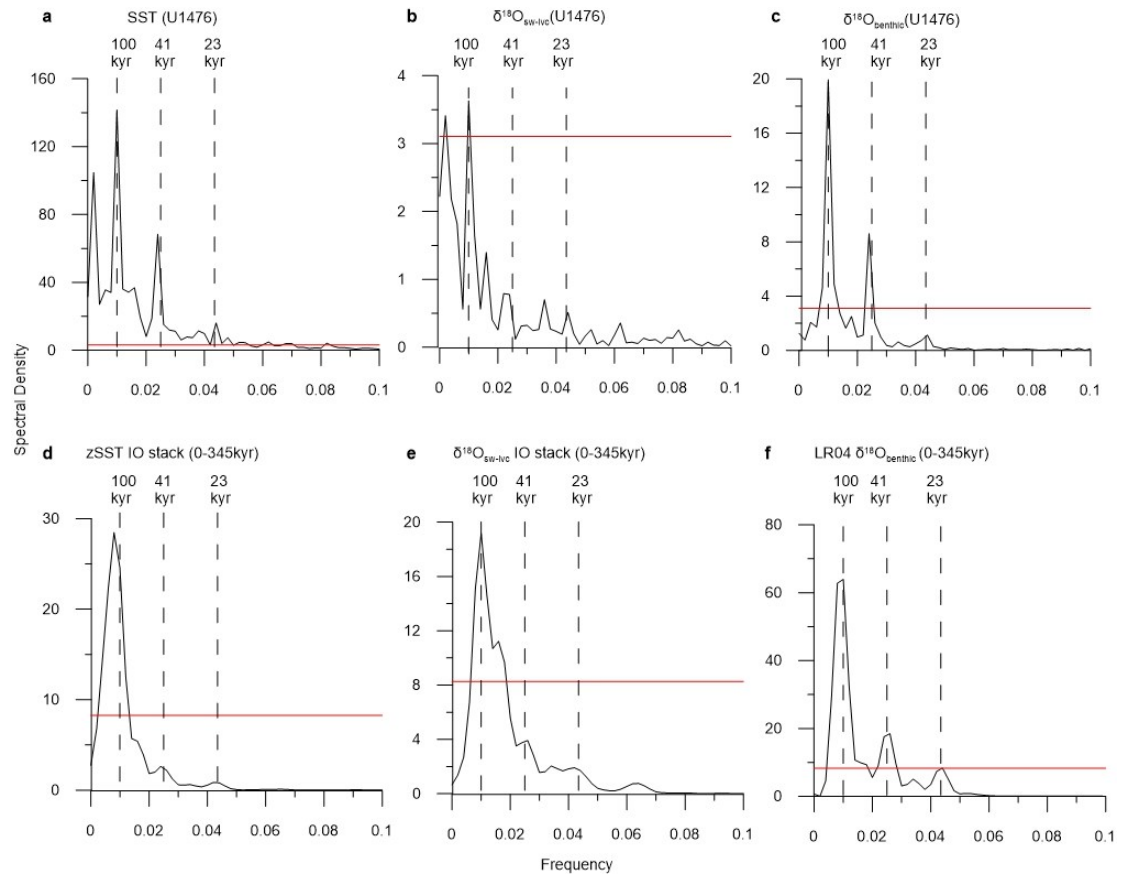 a SST (U1476)
100 41 23
kyr kyr kyr
160
120
80
40
0
0 0.02 0.04 0.06 0.08 0.1
b δ¹⁸Osw-ivc(U1476)
100 41 23
kyr kyr kyr
4
3
2
1
0
0 0.02 0.04 0.06 0.08 0.1
c δ¹⁸Obenthic(U1476)
100 41 23
kyr kyr kyr
20
16
12
8
4
0
0 0.02 0.04 0.06 0.08 0.1
Spectral Density
d zSST IO stack (0-345kyr)
100 41 23
kyr kyr kyr
30
20
10
0
0 0.02 0.04 0.06 0.08 0.1
e δ¹⁸Osw-ivc IO stack (0-345kyr)
100 41 23
kyr kyr kyr
20
16
12
8
4
0
0 0.02 0.04 0.06 0.08 0.1
f LR04 δ¹⁸Obenthic (0-345kyr)
100 41 23
kyr kyr kyr
80
60
40
20
0
0 0.02 0.04 0.06 0.08 0.1
Frequency